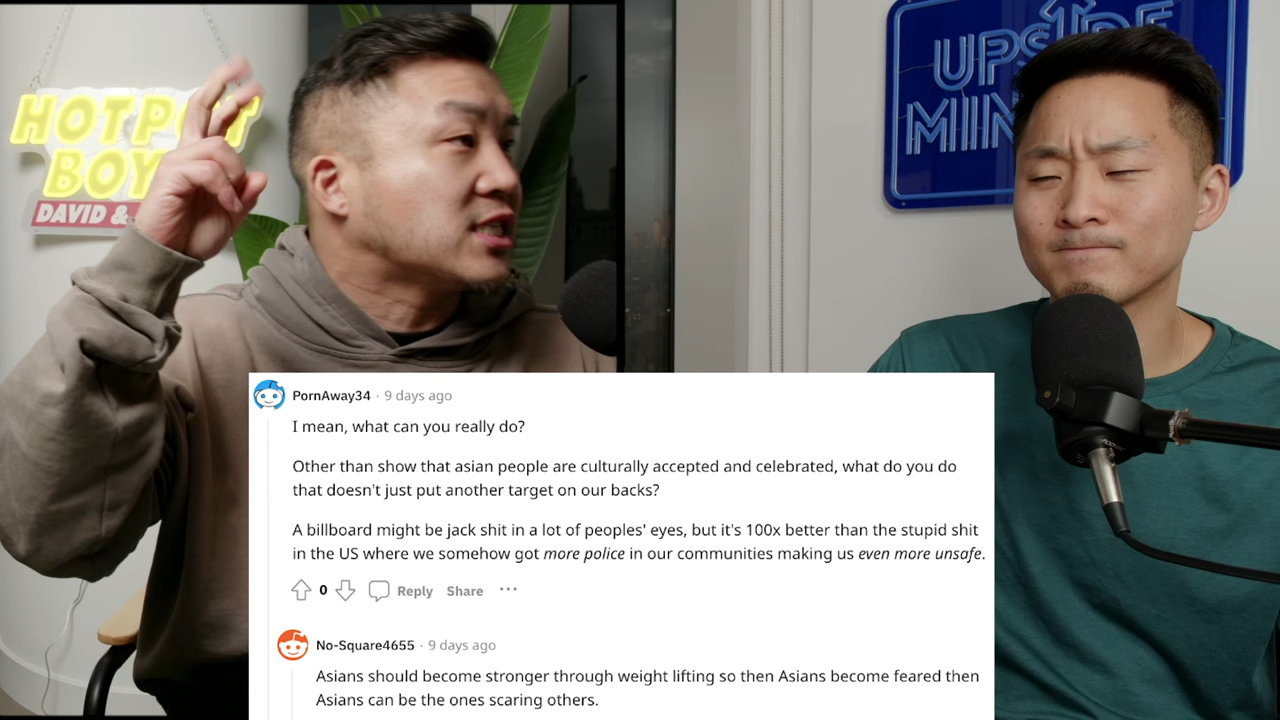 HOTPOT
BOY
DAVID &
UPSIDE
MIN
PornAway34 · 9 days ago
I mean, what can you really do?
Other than show that asian people are culturally accepted and celebrated, what do you do
that doesn't just put another target on our backs?
A billboard might be jack shit in a lot of peoples' eyes, but it's 100x better than the stupid shit
in the US where we somehow got more police in our communities making us even more unsafe.
0 Reply Share ···
No-Square4655 · 9 days ago
Asians should become stronger through weight lifting so then Asians become feared then
Asians can be the ones scaring others.